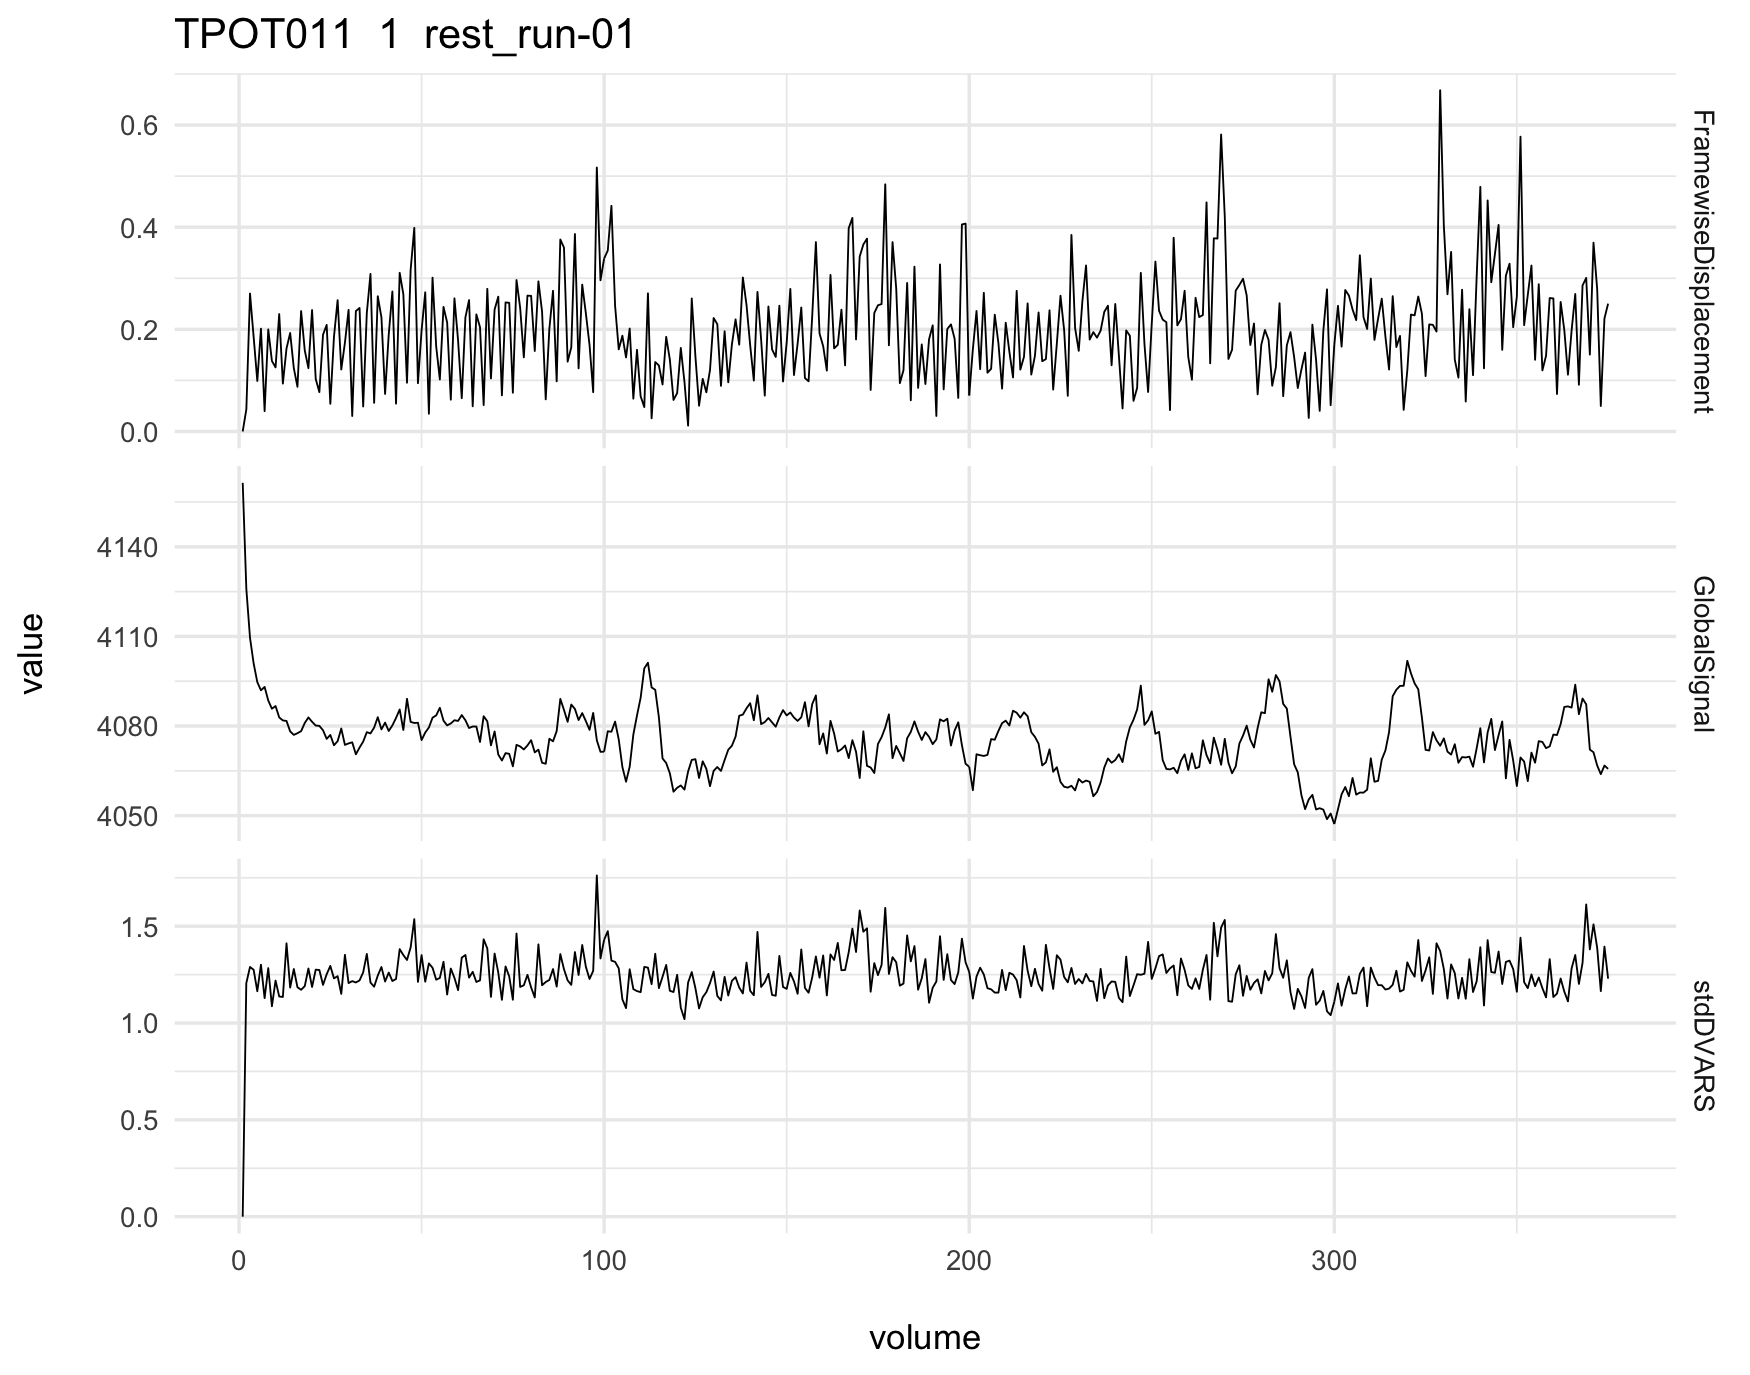 TPOT011 1 rest_run-01
value
0.6
0.4
0.2
0.0
FramewiseDisplacement
4140
4110
4080
4050
GlobalSignal
1.5
1.0
0.5
0.0
stdDVARS
0 100 200 300
volume